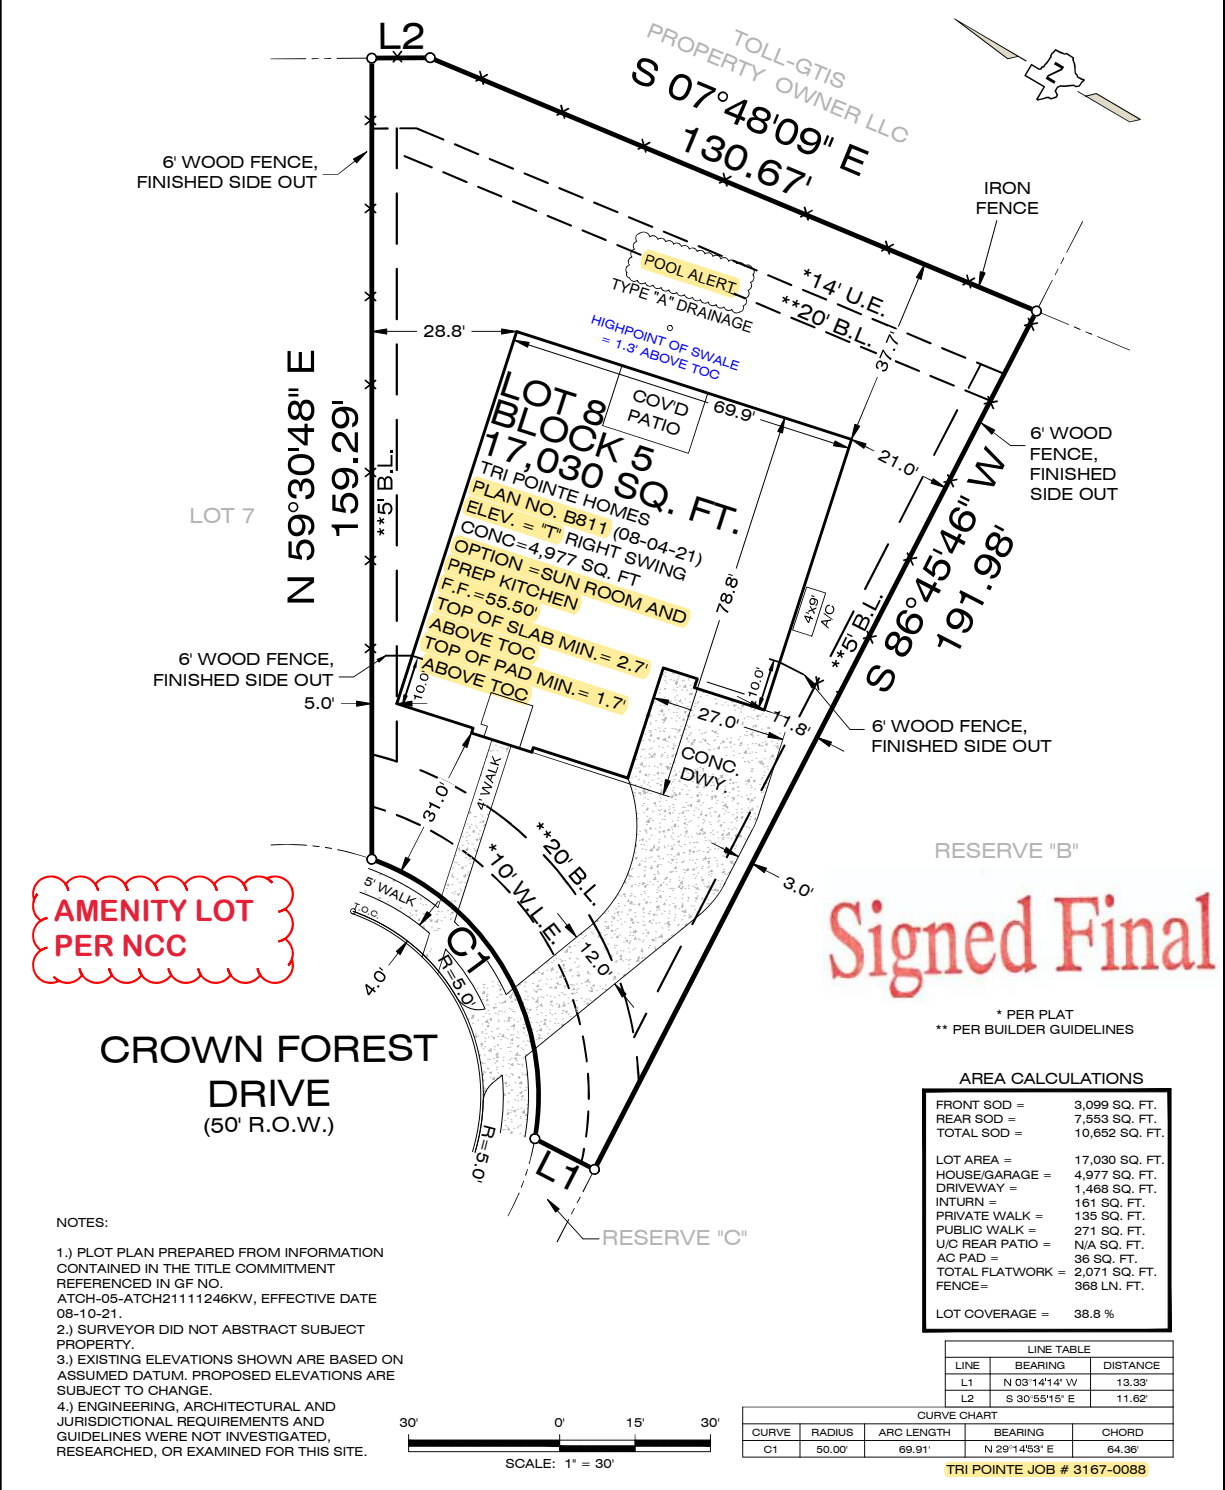 L2
TOLL-GTIS
PROPERTY OWNER LLC
S 07°48'09" E
130.67'
Z
6' WOOD FENCE,
FINISHED SIDE OUT
IRON
FENCE
POOL ALERT
TYPE "A" DRAINAGE
*14' U.E.
**20' B.L.
HIGHPOINT OF SWALE
= 1.3' ABOVE TOC
28.8'
37.7'
N 59°30'48" E
159.29'
**5' B.L.
LOT 7
LOT 8
BLOCK 5
17,030 SQ. FT.
COV'D
PATIO
69.9'
TRI POINTE HOMES
PLAN NO. B811 (08-04-21)
ELEV. = "T" RIGHT SWING
CONC=4,977 SQ. FT
OPTION =SUN ROOM AND
PREP KITCHEN
F.F.=55.50'
TOP OF SLAB MIN.= 2.7'
ABOVE TOC
TOP OF PAD MIN.= 1.7'
ABOVE TOC
21.0'
6' WOOD
FENCE,
FINISHED
SIDE OUT
S 86°45'46" W
191.98'
78.8'
4'x9'
A/C
**5' B.L.
6' WOOD FENCE,
FINISHED SIDE OUT
10.0'
5.0'
10.0'
27.0'
11.8'
6' WOOD FENCE,
FINISHED SIDE OUT
CONC.
DWY.
4' WALK
31.0'
**20' B.L.
*10' W.L.E.
3.0'
RESERVE "B"
AMENITY LOT
PER NCC
5' WALK
T.O.C.
C1
R=5.0'
4.0'
12.0'
Signed Final
* PER PLAT
** PER BUILDER GUIDELINES
CROWN FOREST
DRIVE
(50' R.O.W.)
R=5.0'
L1
RESERVE "C"
AREA CALCULATIONS
FRONT SOD = 3,099 SQ. FT.
REAR SOD = 7,553 SQ. FT.
TOTAL SOD = 10,652 SQ. FT.
LOT AREA = 17,030 SQ. FT.
HOUSE/GARAGE = 4,977 SQ. FT.
DRIVEWAY = 1,468 SQ. FT.
INTURN = 161 SQ. FT.
PRIVATE WALK = 135 SQ. FT.
PUBLIC WALK = 271 SQ. FT.
U/C REAR PATIO = N/A SQ. FT.
AC PAD = 36 SQ. FT.
TOTAL FLATWORK = 2,071 SQ. FT.
FENCE= 368 LN. FT.
LOT COVERAGE = 38.8 %
NOTES:
1.) PLOT PLAN PREPARED FROM INFORMATION
CONTAINED IN THE TITLE COMMITMENT
REFERENCED IN GF NO.
ATCH-05-ATCH21111246KW, EFFECTIVE DATE
08-10-21.
2.) SURVEYOR DID NOT ABSTRACT SUBJECT
PROPERTY.
3.) EXISTING ELEVATIONS SHOWN ARE BASED ON
ASSUMED DATUM. PROPOSED ELEVATIONS ARE
SUBJECT TO CHANGE.
4.) ENGINEERING, ARCHITECTURAL AND
JURISDICTIONAL REQUIREMENTS AND
GUIDELINES WERE NOT INVESTIGATED,
RESEARCHED, OR EXAMINED FOR THIS SITE.
30' 0' 15' 30'
SCALE: 1" = 30'
LINE TABLE
LINE BEARING DISTANCE
L1 N 03°14'14" W 13.33'
L2 S 30°55'15" E 11.62'
CURVE CHART
CURVE RADIUS ARC LENGTH BEARING CHORD
C1 50.00' 69.91' N 29°14'53" E 64.36'
TRI POINTE JOB # 3167-0088